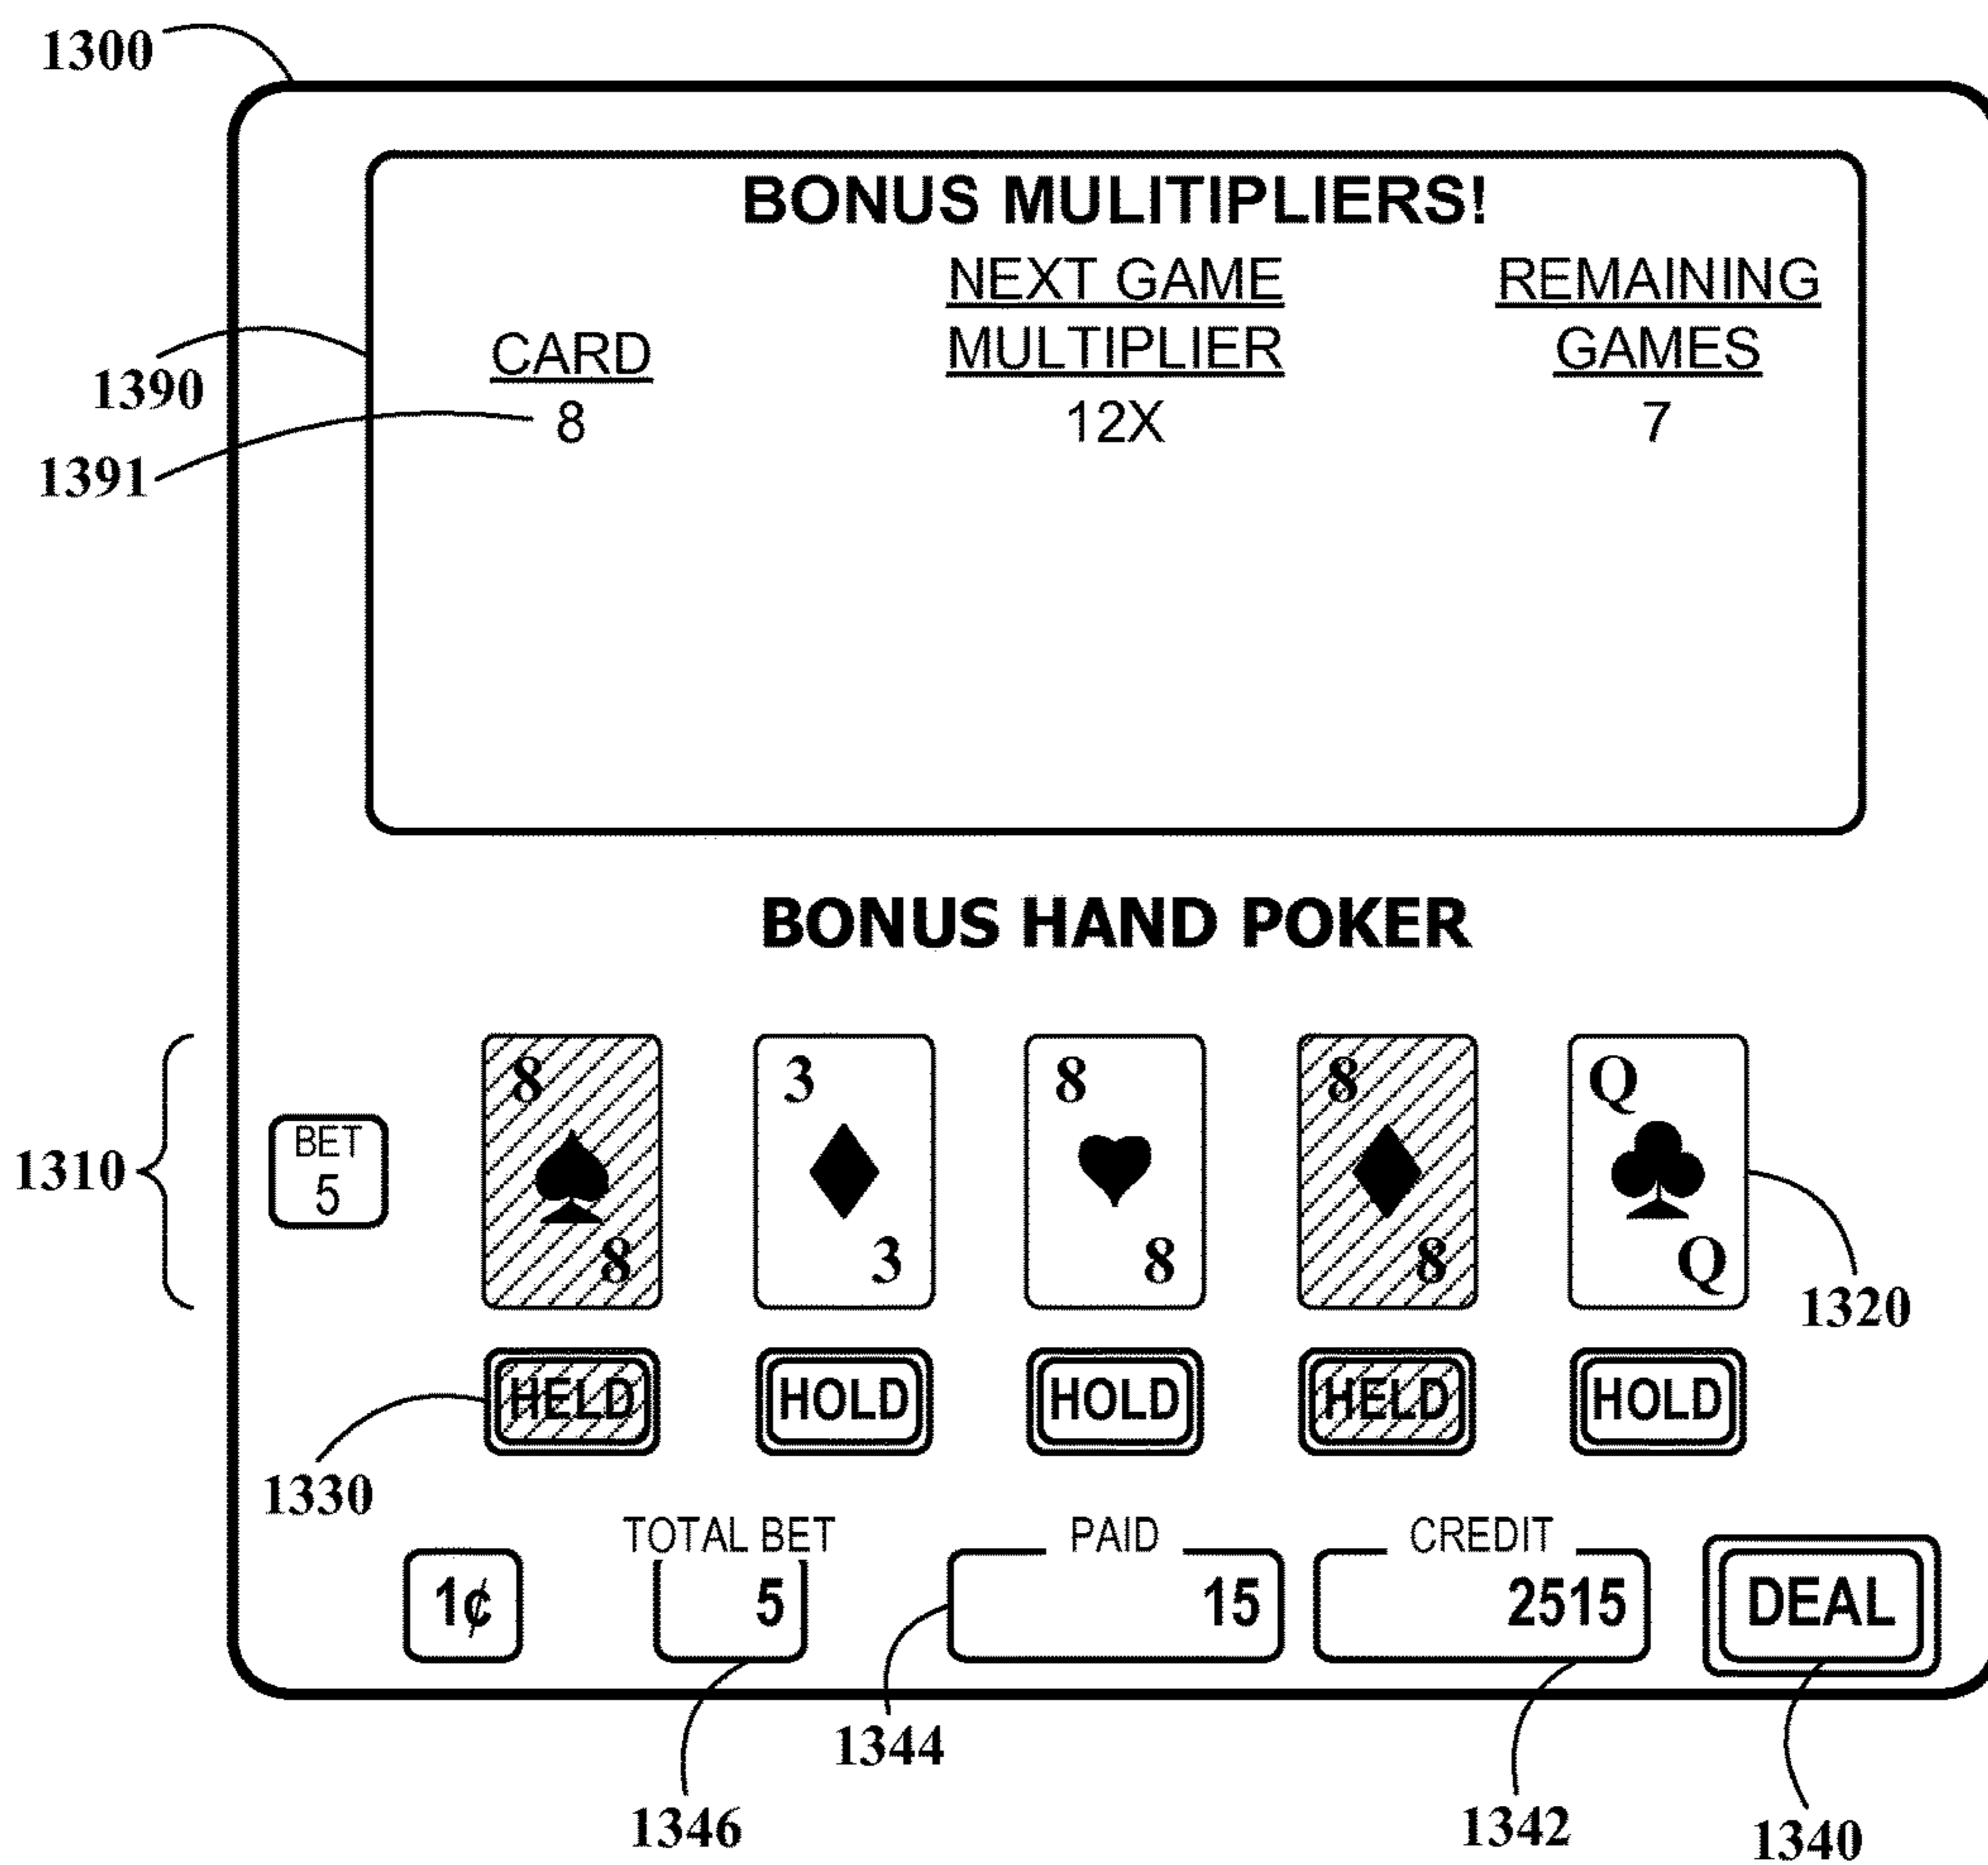 1300
BONUS MULITIPLIERS!
CARD
NEXT GAME
MULTIPLIER
REMAINING
GAMES
1390
8
12X
7
1391
BONUS HAND POKER
1310
BET
5
8
8
3
3
8
8
8
8
Q
Q
1320
HELD
HOLD
HOLD
HELD
HOLD
1330
TOTAL BET
PAID
CREDIT
1¢
5
15
2515
DEAL
1344
1346
1342
1340